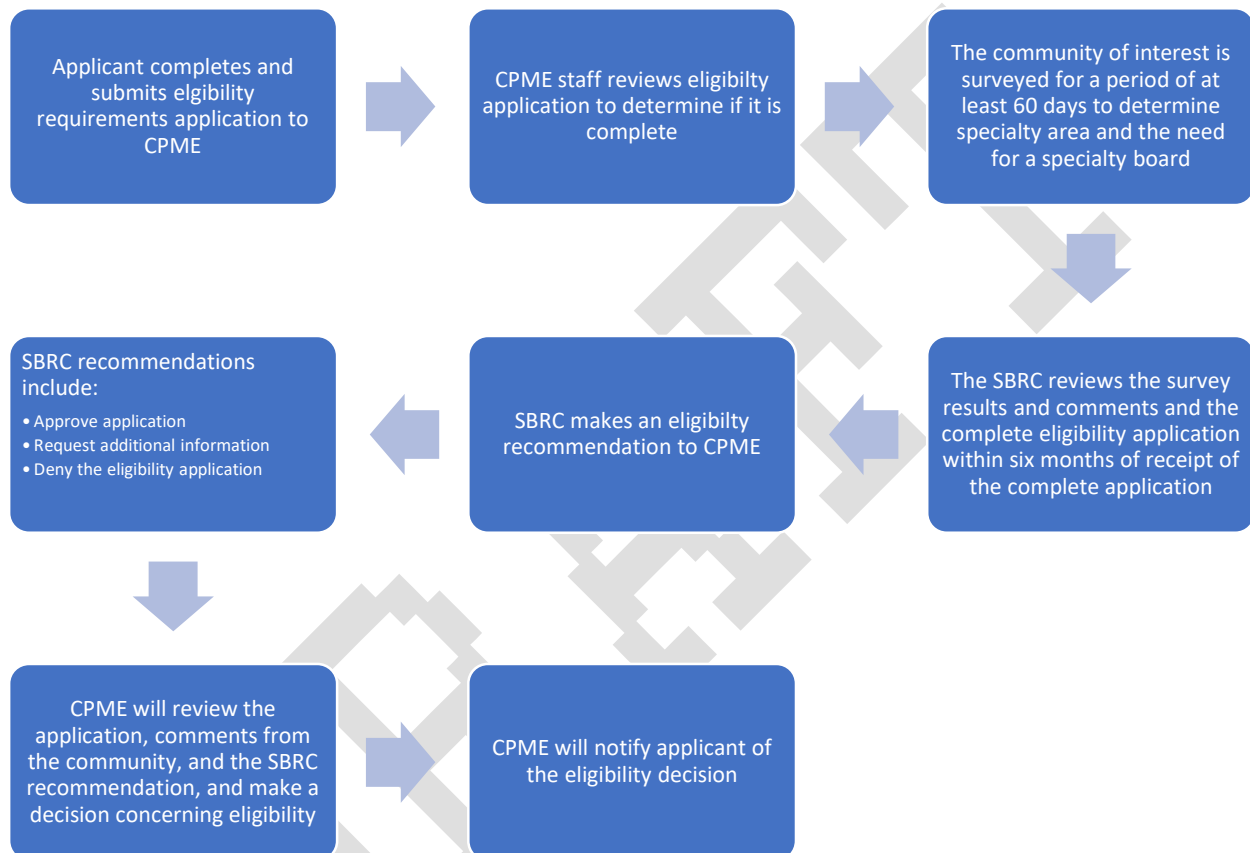 Applicant completes and
submits elgibility
requirements application to
CPME
CPME staff reviews eligibilty
application to determine if it is
complete
The community of interest is
surveyed for a period of at
least 60 days to determine
specialty area and the need
for a specialty board
The SBRC reviews the survey
results and comments and the
complete eligibility application
within six months of receipt of
the complete application
SBRC makes an eligibilty
recommendation to CPME
SBRC recommendations
include:
• Approve application
• Request additional information
• Deny the eligibility application
CPME will review the
application, comments from
the community, and the SBRC
recommendation, and make a
decision concerning eligibility
CPME will notify applicant of
the eligibility decision
DRAFT